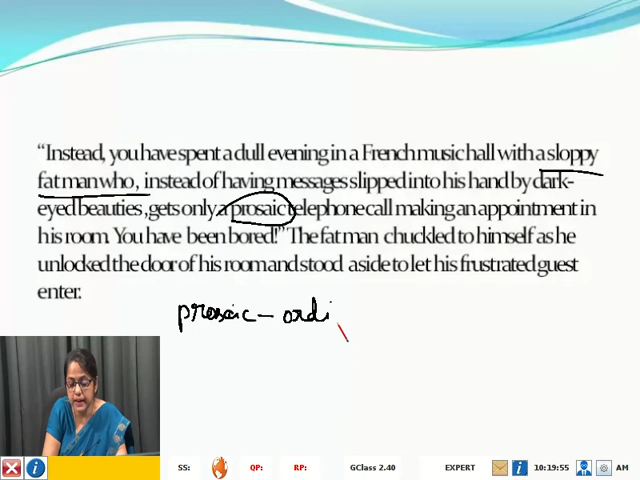 “Instead, you have spent a dull evening in a French music hall with a sloppy
fat man who, instead of having messages slipped into his hand by dark-
eyed beauties ,gets only a prosaic telephone call making an appointment in
his room. You have been bored!” The fat man chuckled to himself as he
unlocked the door of his room and stood aside to let his frustrated guest
enter.
prosaic – ordi
SS: QP: RP: GClass 2.40 EXPERT 10:19:55 AM